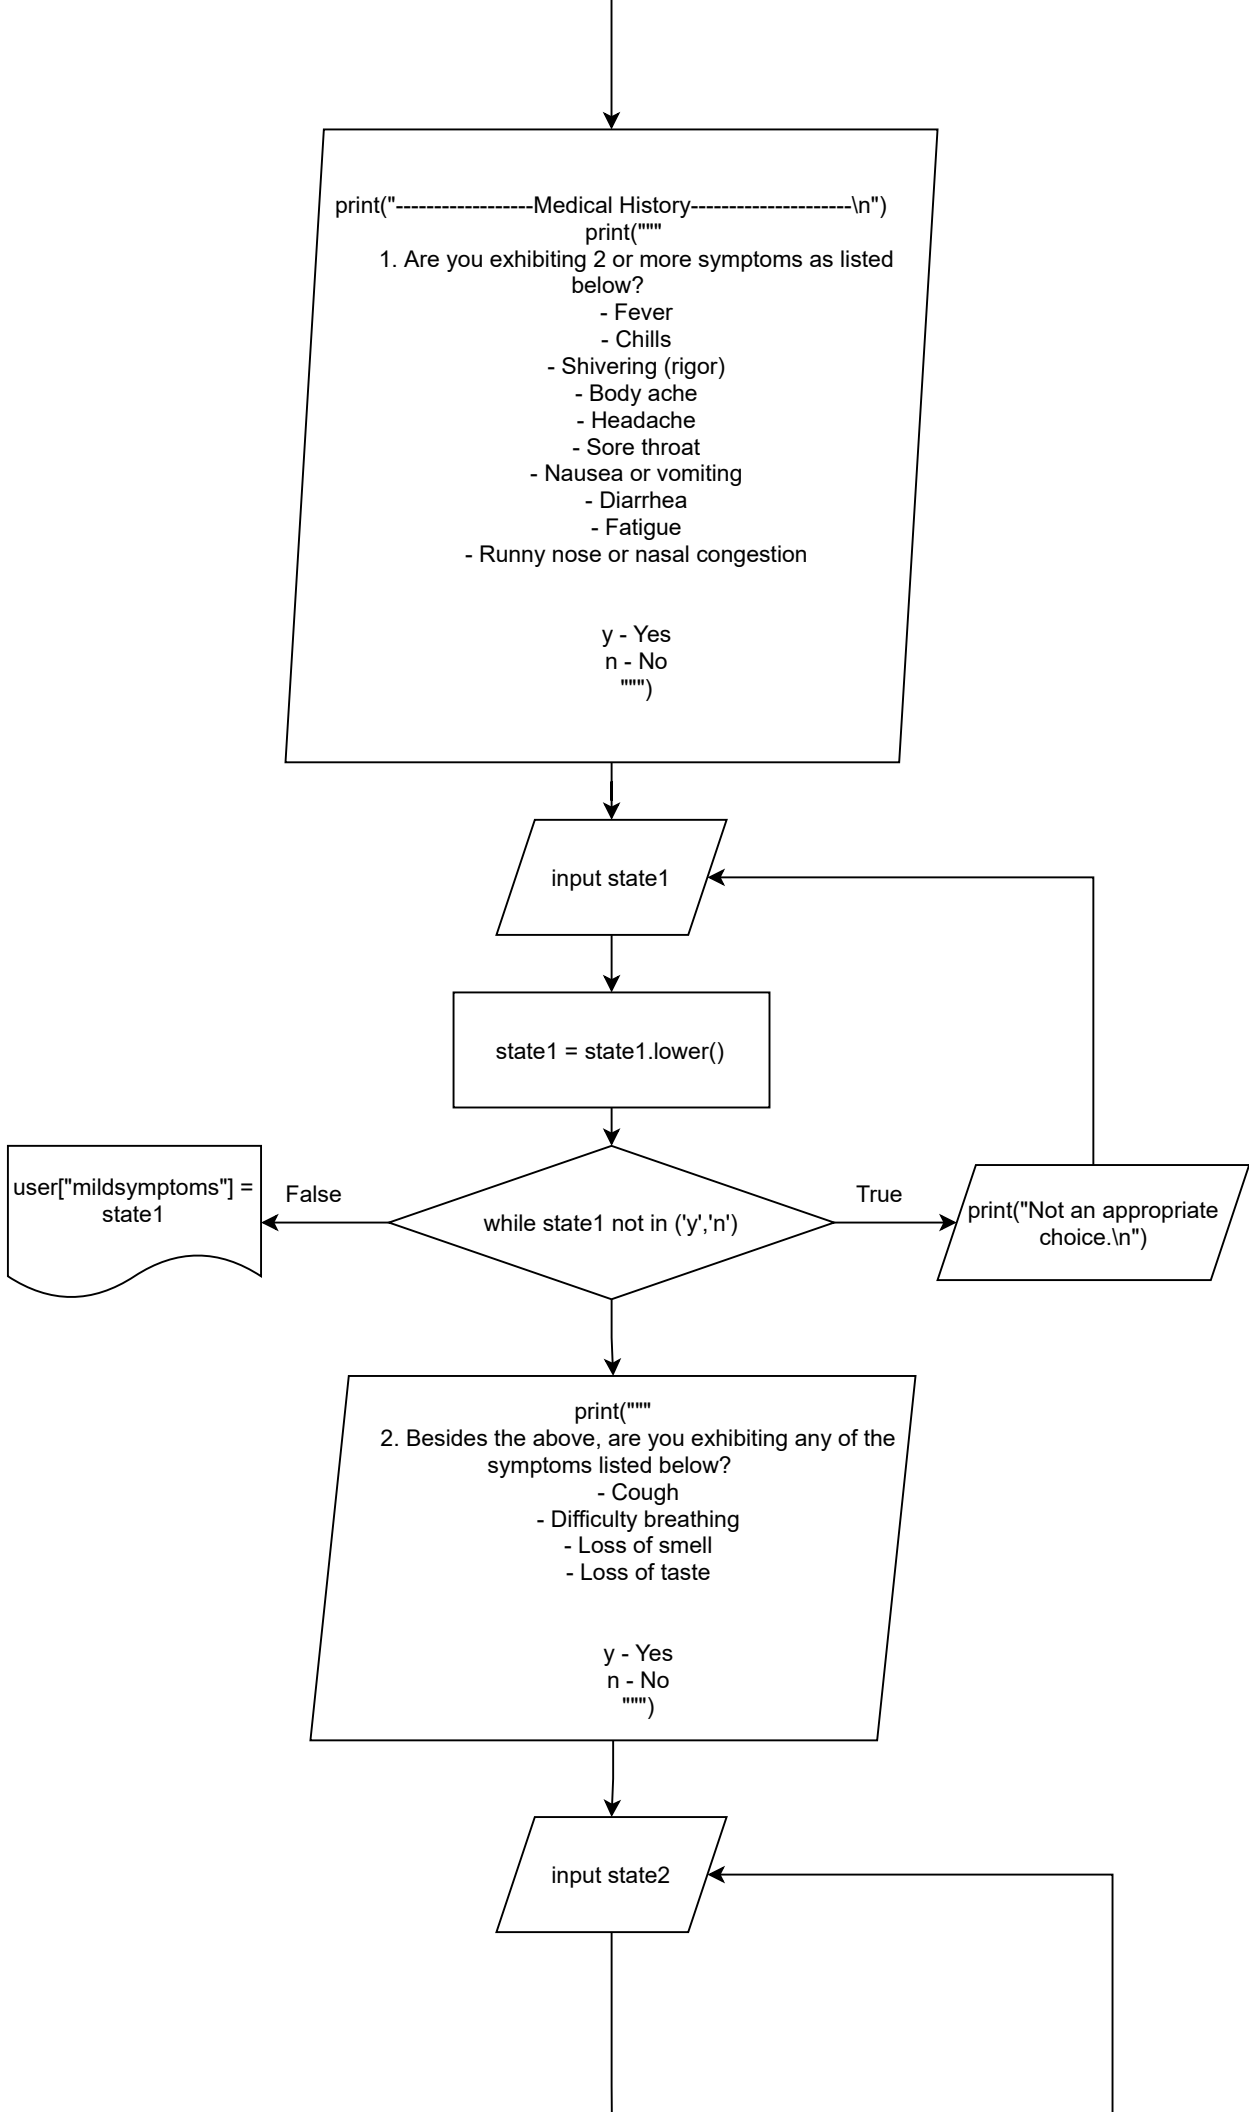 print("------------------Medical History---------------------\n")
print("""
1. Are you exhibiting 2 or more symptoms as listed
below?
- Fever
- Chills
- Shivering (rigor)
- Body ache
- Headache
- Sore throat
- Nausea or vomiting
- Diarrhea
- Fatigue
- Runny nose or nasal congestion
y - Yes
n - No
""")
input state1
state1 = state1.lower()
user["mildsymptoms"] =
state1
False
while state1 not in ('y','n')
True
print("Not an appropriate
choice.\n")
print("""
2. Besides the above, are you exhibiting any of the
symptoms listed below?
- Cough
- Difficulty breathing
- Loss of smell
- Loss of taste
y - Yes
n - No
""")
input state2